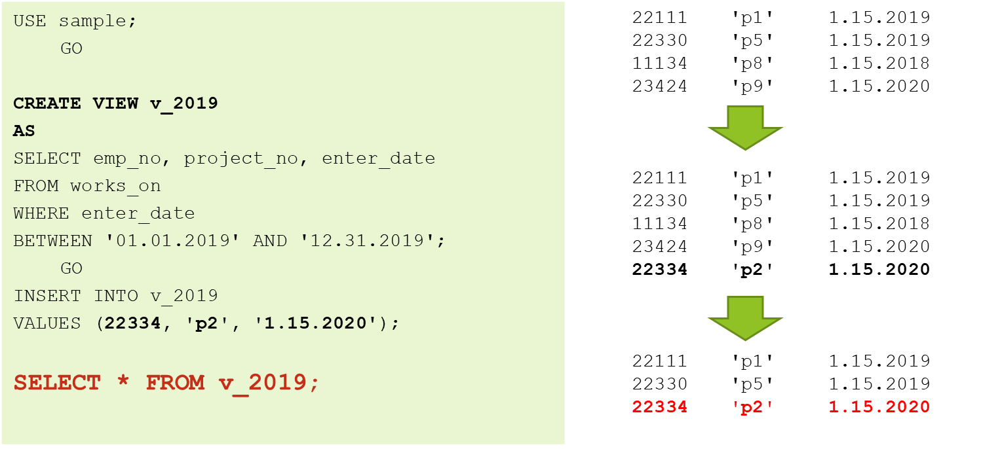 USE sample;
GO
CREATE VIEW v_2019
AS
SELECT emp_no, project_no, enter_date
FROM works_on
WHERE enter_date
BETWEEN '01.01.2019' AND '12.31.2019';
GO
INSERT INTO v_2019
VALUES (22334, 'p2', '1.15.2020');
SELECT * FROM v_2019;
22111 'p1' 1.15.2019
22330 'p5' 1.15.2019
11134 'p8' 1.15.2018
23424 'p9' 1.15.2020
22111 'p1' 1.15.2019
22330 'p5' 1.15.2019
11134 'p8' 1.15.2018
23424 'p9' 1.15.2020
22334 'p2' 1.15.2020
22111 'p1' 1.15.2019
22330 'p5' 1.15.2019
22334 'p2' 1.15.2020